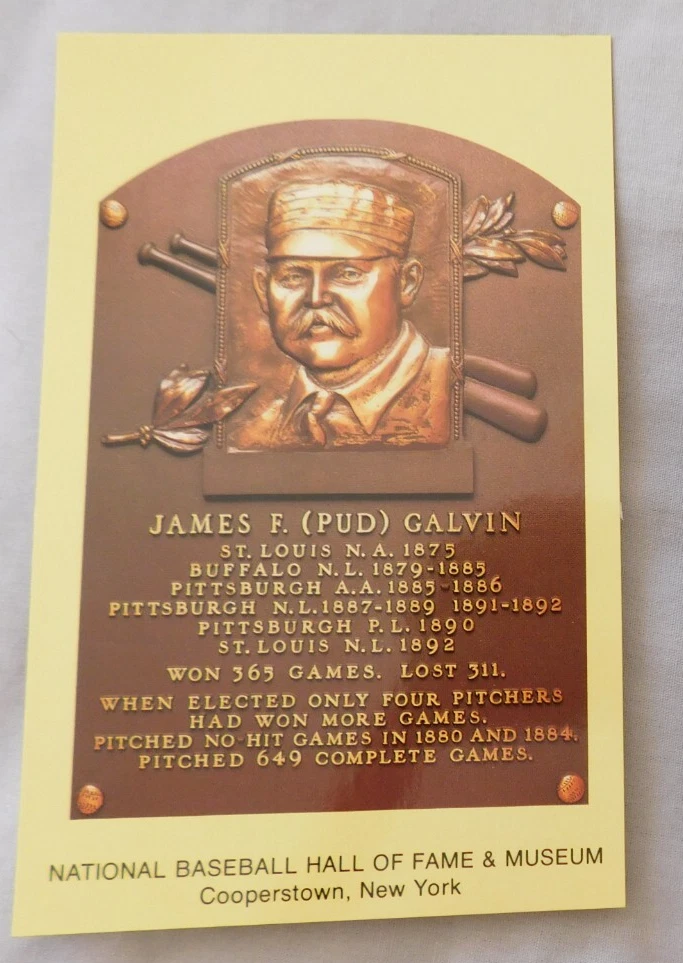 JAMES F. (PUD) GALVIN
ST. LOUIS N.A. 1875
BUFFALO N.L. 1879-1885
PITTSBURGH A.A. 1885-1886
PITTSBURGH N.L. 1887-1889 1891-1892
PITTSBURGH P.L. 1890
ST. LOUIS N.L. 1892
WON 365 GAMES. LOST 311.
WHEN ELECTED ONLY FOUR PITCHERS
HAD WON MORE GAMES.
PITCHED NO-HIT GAMES IN 1880 AND 1884.
PITCHED 649 COMPLETE GAMES.
NATIONAL BASEBALL HALL OF FAME & MUSEUM
Cooperstown, New York